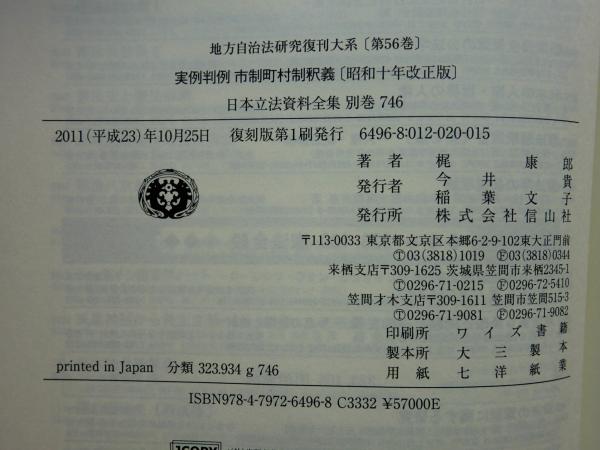 地方自治法研究復刊大系〔第56巻〕
実例判例 市制町村制釈義〔昭和十年改正版〕
日本立法資料全集 別巻 746
2011(平成23)年10月25日 復刻版第1刷発行 6496-8:012-020-015
著者 梶康郎
発行者 今井貴
稲葉文子
発行所 株式会社信山社
〒113-0033 東京都文京区本郷6-2-9-102東大正門前
Ⓣ03(3818)1019 Ⓕ03(3818)0344
来栖支店〒309-1625 茨城県笠間市来栖2345-1
Ⓣ0296-71-0215 Ⓕ0296-72-5410
笠間才木支店〒309-1611 笠間市笠間515-3
Ⓣ0296-71-9081 Ⓕ0296-71-9082
印刷所 ワイズ書籍
製本所 大三製本
printed in Japan 分類 323.934 g 746 用紙 七洋紙業
ISBN978-4-7972-6496-8 C3332 ¥57000E
JCOPY